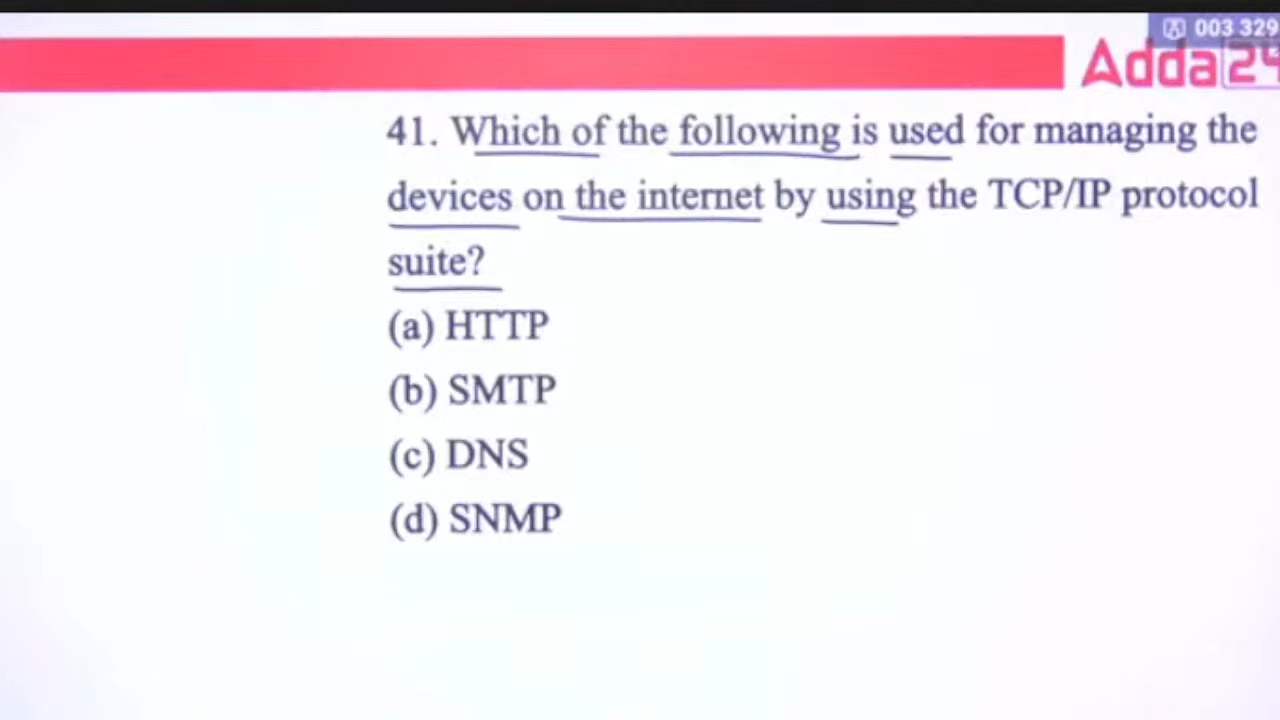 003 329
Adda24
41. Which of the following is used for managing the
devices on the internet by using the TCP/IP protocol
suite?
(a) HTTP
(b) SMTP
(c) DNS
(d) SNMP